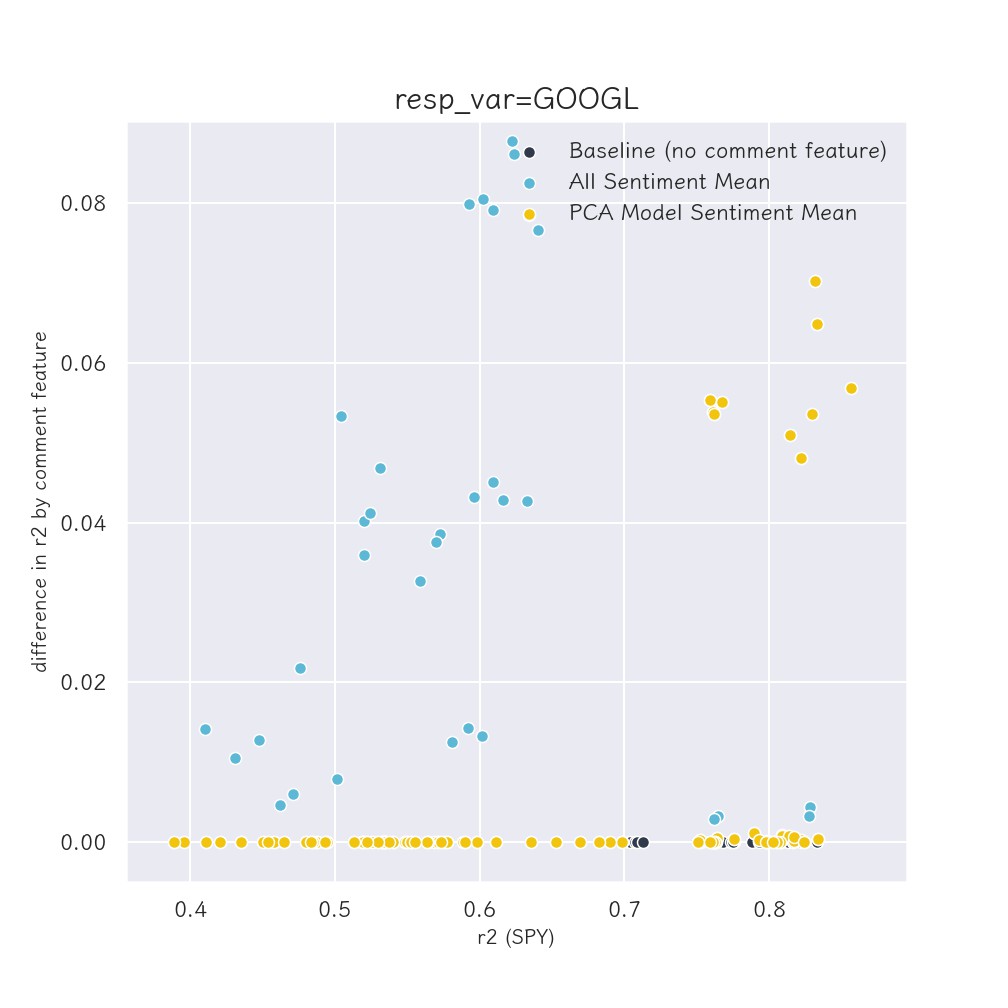 resp_var=GOOGL
Baseline (no comment feature)
All Sentiment Mean
PCA Model Sentiment Mean
difference in r2 by comment feature
0.08
0.06
0.04
0.02
0.00
0.4 0.5 0.6 0.7 0.8
r2 (SPY)